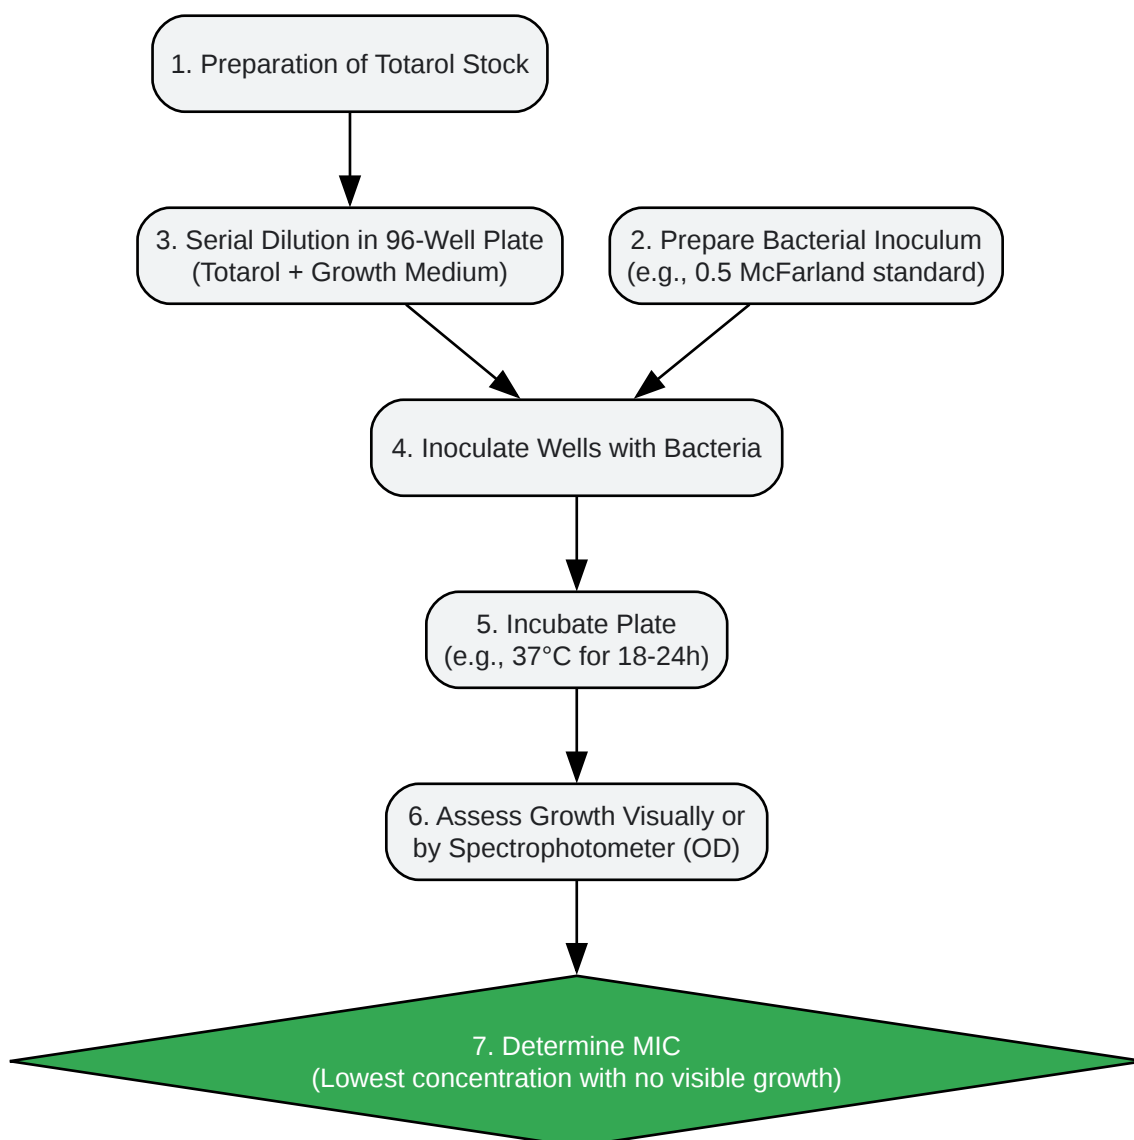 1. Preparation of Totarol Stock
3. Serial Dilution in 96-Well Plate
(Totarol + Growth Medium)
2. Prepare Bacterial Inoculum
(e.g., 0.5 McFarland standard)
4. Inoculate Wells with Bacteria
5. Incubate Plate
(e.g., 37°C for 18-24h)
6. Assess Growth Visually or
by Spectrophotometer (OD)
7. Determine MIC
(Lowest concentration with no visible growth)